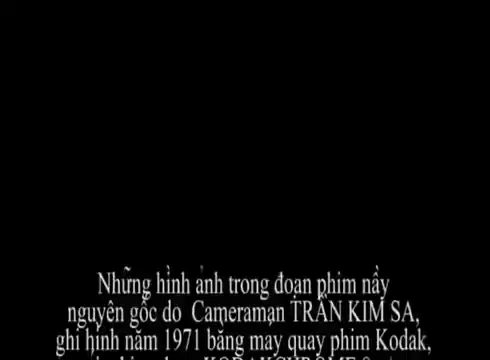 Những hình ảnh trong đoạn phim nầy
nguyên gốc do Cameraman TRẦN KIM SA,
ghi hình năm 1971 bằng máy quay phim Kodak,
KODAKCHROME